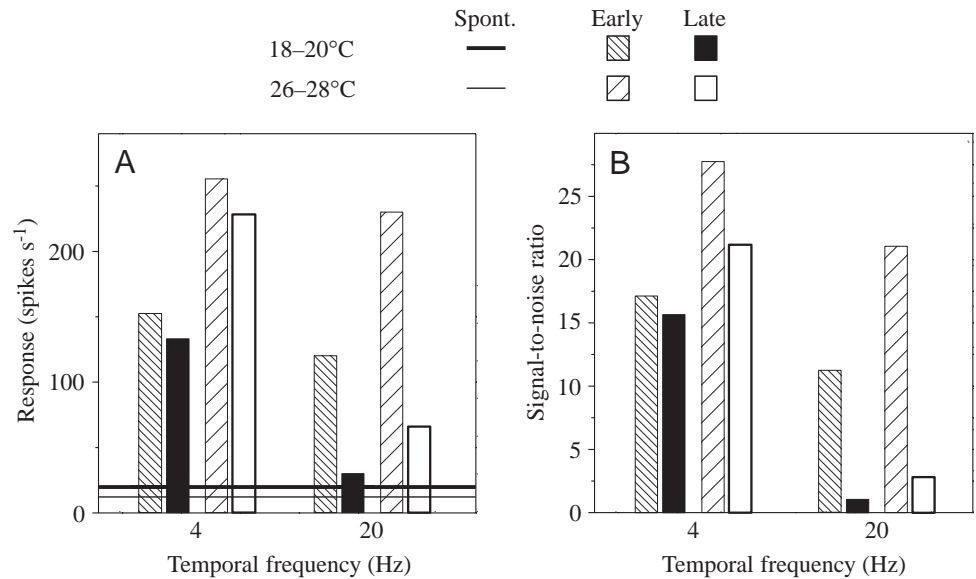 Spont. Early Late
18–20°C
26–28°C
A
Response (spikes s⁻¹)
200
100
0
4 20
Temporal frequency (Hz)
B
Signal-to-noise ratio
25
20
15
10
5
0
4 20
Temporal frequency (Hz)